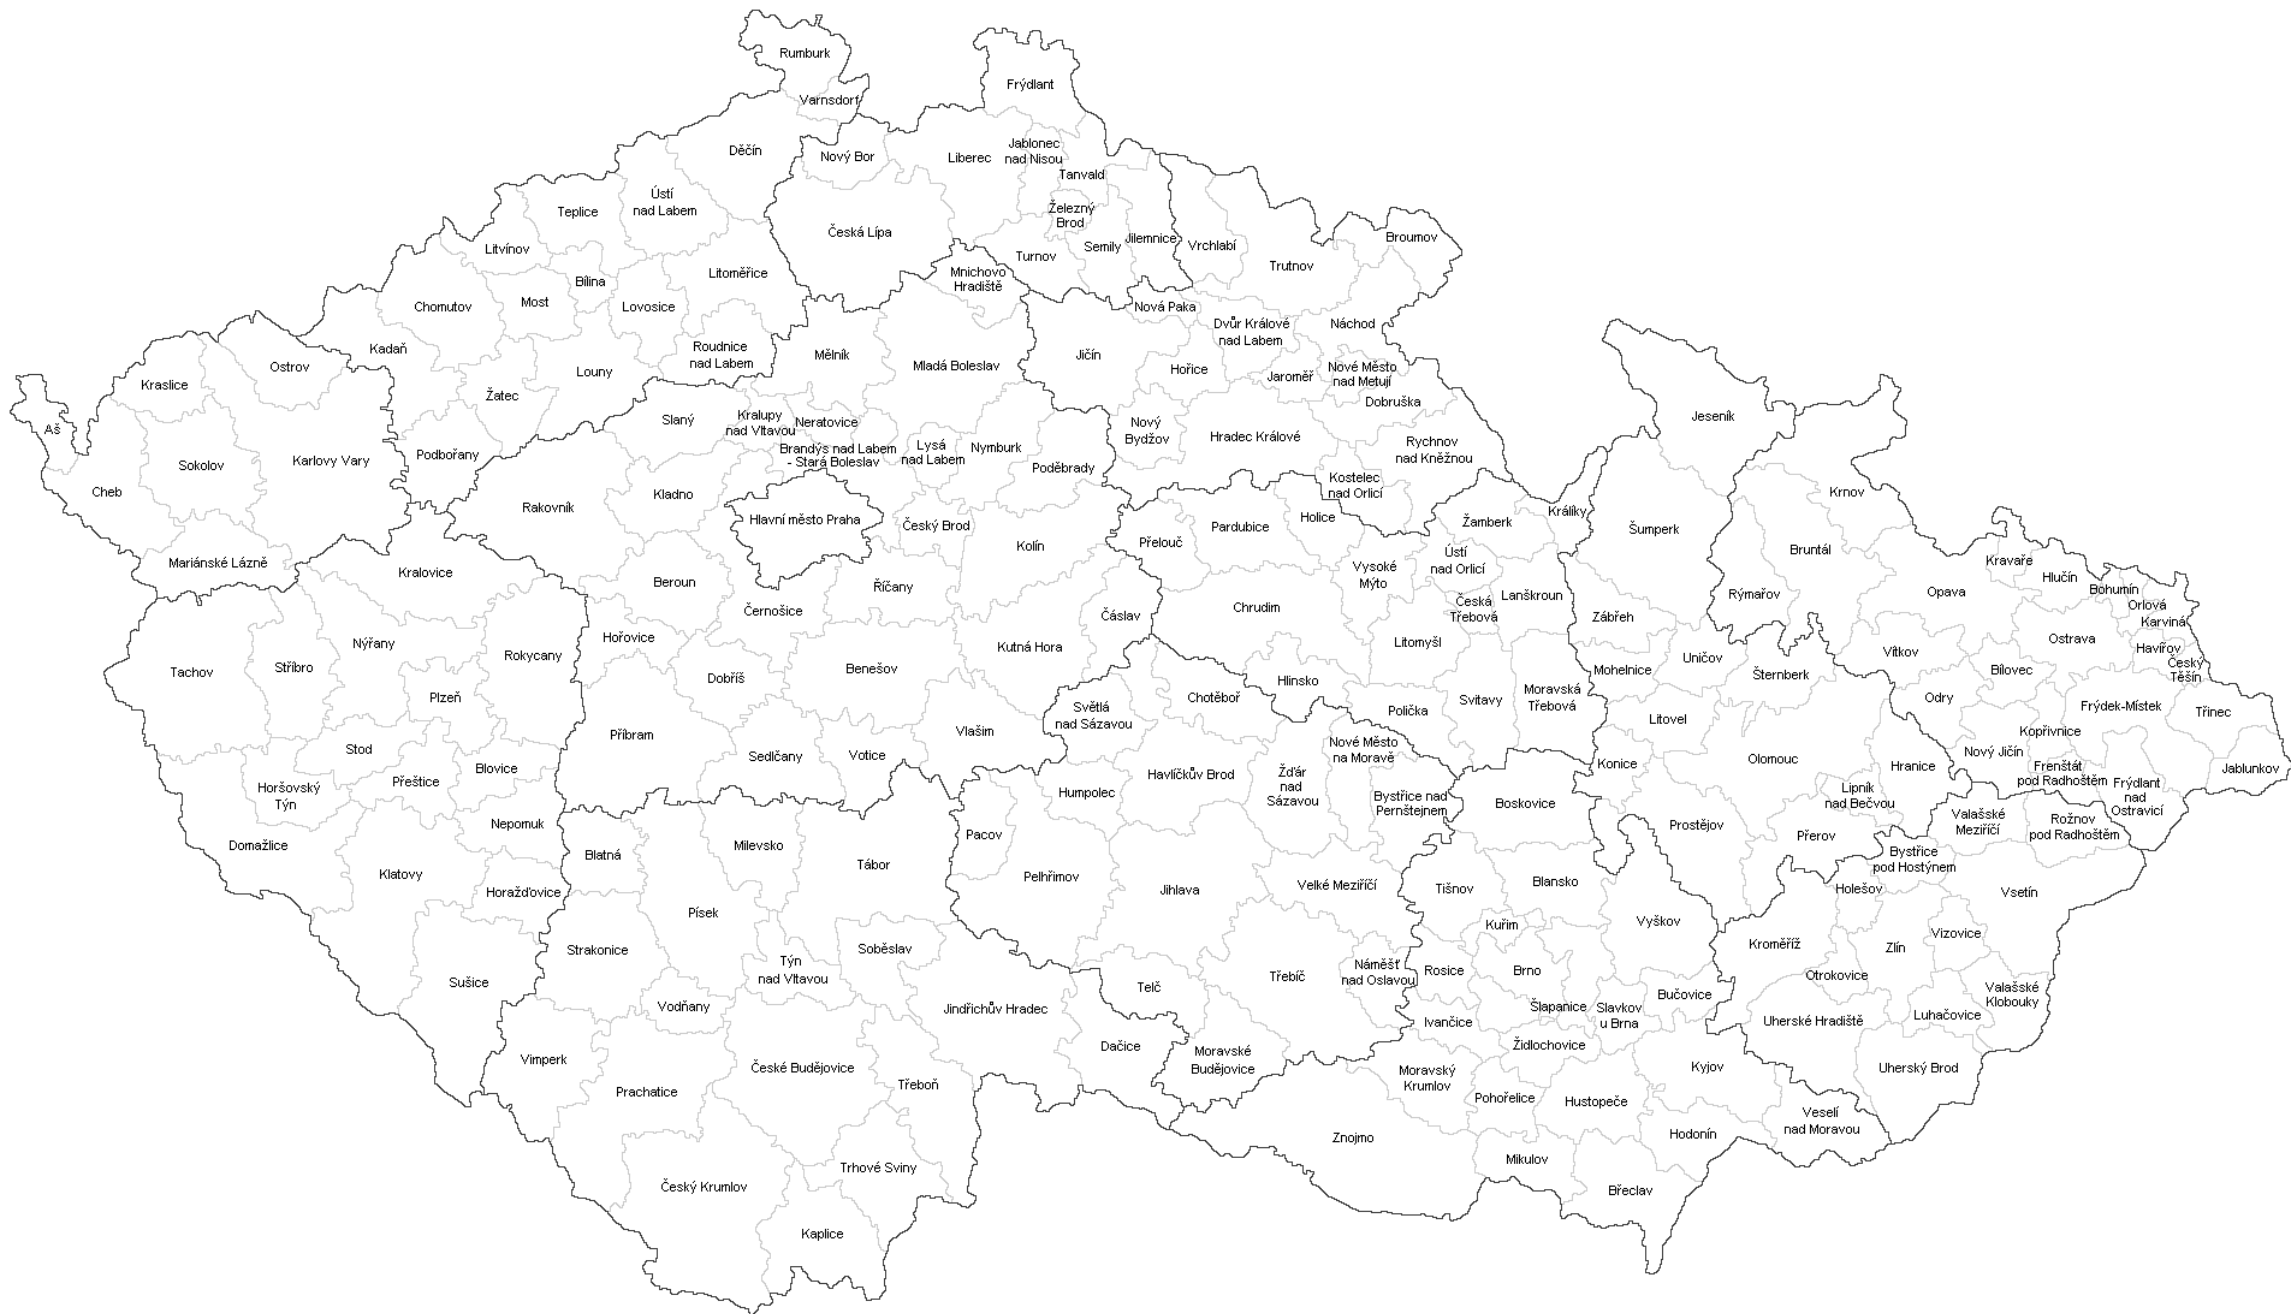 Rumburk
Frýdlant
Varnsdorf
Děčín
Nový Bor
Liberec
Jablonec
nad Nisou
Tanvald
Ústí
nad Labem
Teplice
Železný
Brod
Česká Lípa
Litvínov
Turnov
Semily
Jilemnice
Vrchlabí
Broumov
Trutnov
Litoměřice
Mnichovo
Hradiště
Bílina
Chomutov
Most
Lovosice
Nová Paka
Dvůr Králové
nad Labem
Náchod
Kadaň
Roudnice
nad Labem
Mělník
Mladá Boleslav
Jičín
Hořice
Jaroměř
Nové Město
nad Metují
Ostrov
Kraslice
Louny
Žatec
Dobruška
Jeseník
Aš
Slaný
Kralupy
nad Vltavou
Neratovice
Brandýs nad Labem
- Stará Boleslav
Lysá
nad Labem
Nymburk
Poděbrady
Nový
Bydžov
Hradec Králové
Rychnov
nad Kněžnou
Podbořany
Karlovy Vary
Sokolov
Cheb
Kladno
Rakovník
Kostelec
nad Orlicí
Krnov
Hlavní město Praha
Český Brod
Přelouč
Pardubice
Holice
Žamberk
Králíky
Šumperk
Bruntál
Mariánské Lázně
Kralovice
Beroun
Kolín
Říčany
Vysoké
Mýto
Ústí
nad Orlicí
Kravaře
Hlučín
Bohumín
Orlová
Karviná
Opava
Rýmařov
Černošice
Chrudim
Česká
Třebová
Lanškroun
Zábřeh
Čáslav
Hořovice
Nýřany
Rokycany
Tachov
Stříbro
Kutná Hora
Litomyšl
Ostrava
Havířov
Český
Těšín
Vítkov
Bílovec
Uničov
Mohelnice
Šternberk
Benešov
Dobříš
Plzeň
Hlinsko
Chotěboř
Světlá
nad Sázavou
Polička
Svitavy
Moravská
Třebová
Odry
Frýdek-Místek
Třinec
Litovel
Kopřivnice
Příbram
Vlašim
Stod
Sedlčany
Votice
Nové Město
na Moravě
Nový Jičín
Olomouc
Konice
Hranice
Frenštát
pod Radhoštěm
Jablunkov
Blovice
Přeštice
Horšovský
Týn
Havlíčkův Brod
Žďár
nad
Sázavou
Humpolec
Bystřice nad
Pernštejnem
Boskovice
Lipník
nad Bečvou
Frýdlant
nad
Ostravicí
Nepomuk
Domažlice
Prostějov
Přerov
Valašské
Meziříčí
Rožnov
pod Radhoštěm
Pacov
Milevsko
Blatná
Tábor
Bystřice
pod Hostýnem
Klatovy
Horažďovice
Pelhřimov
Jihlava
Velké Meziříčí
Tišnov
Blansko
Holešov
Vsetín
Písek
Kuřim
Vyškov
Vizovice
Strakonice
Soběslav
Týn
nad Vltavou
Kroměříž
Zlín
Třebíč
Náměšť
nad Oslavou
Rosice
Brno
Otrokovice
Sušice
Telč
Bučovice
Valašské
Klobouky
Vodňany
Jindřichův Hradec
Šlapanice
Slavkov
u Brna
Luhačovice
Ivančice
Uherské Hradiště
Dačice
Židlochovice
Moravské
Budějovice
Vimperk
České Budějovice
Třeboň
Prachatice
Moravský
Krumlov
Kyjov
Uherský Brod
Pohořelice
Hustopeče
Veselí
nad Moravou
Znojmo
Hodonín
Trhové Sviny
Mikulov
Český Krumlov
Břeclav
Kaplice